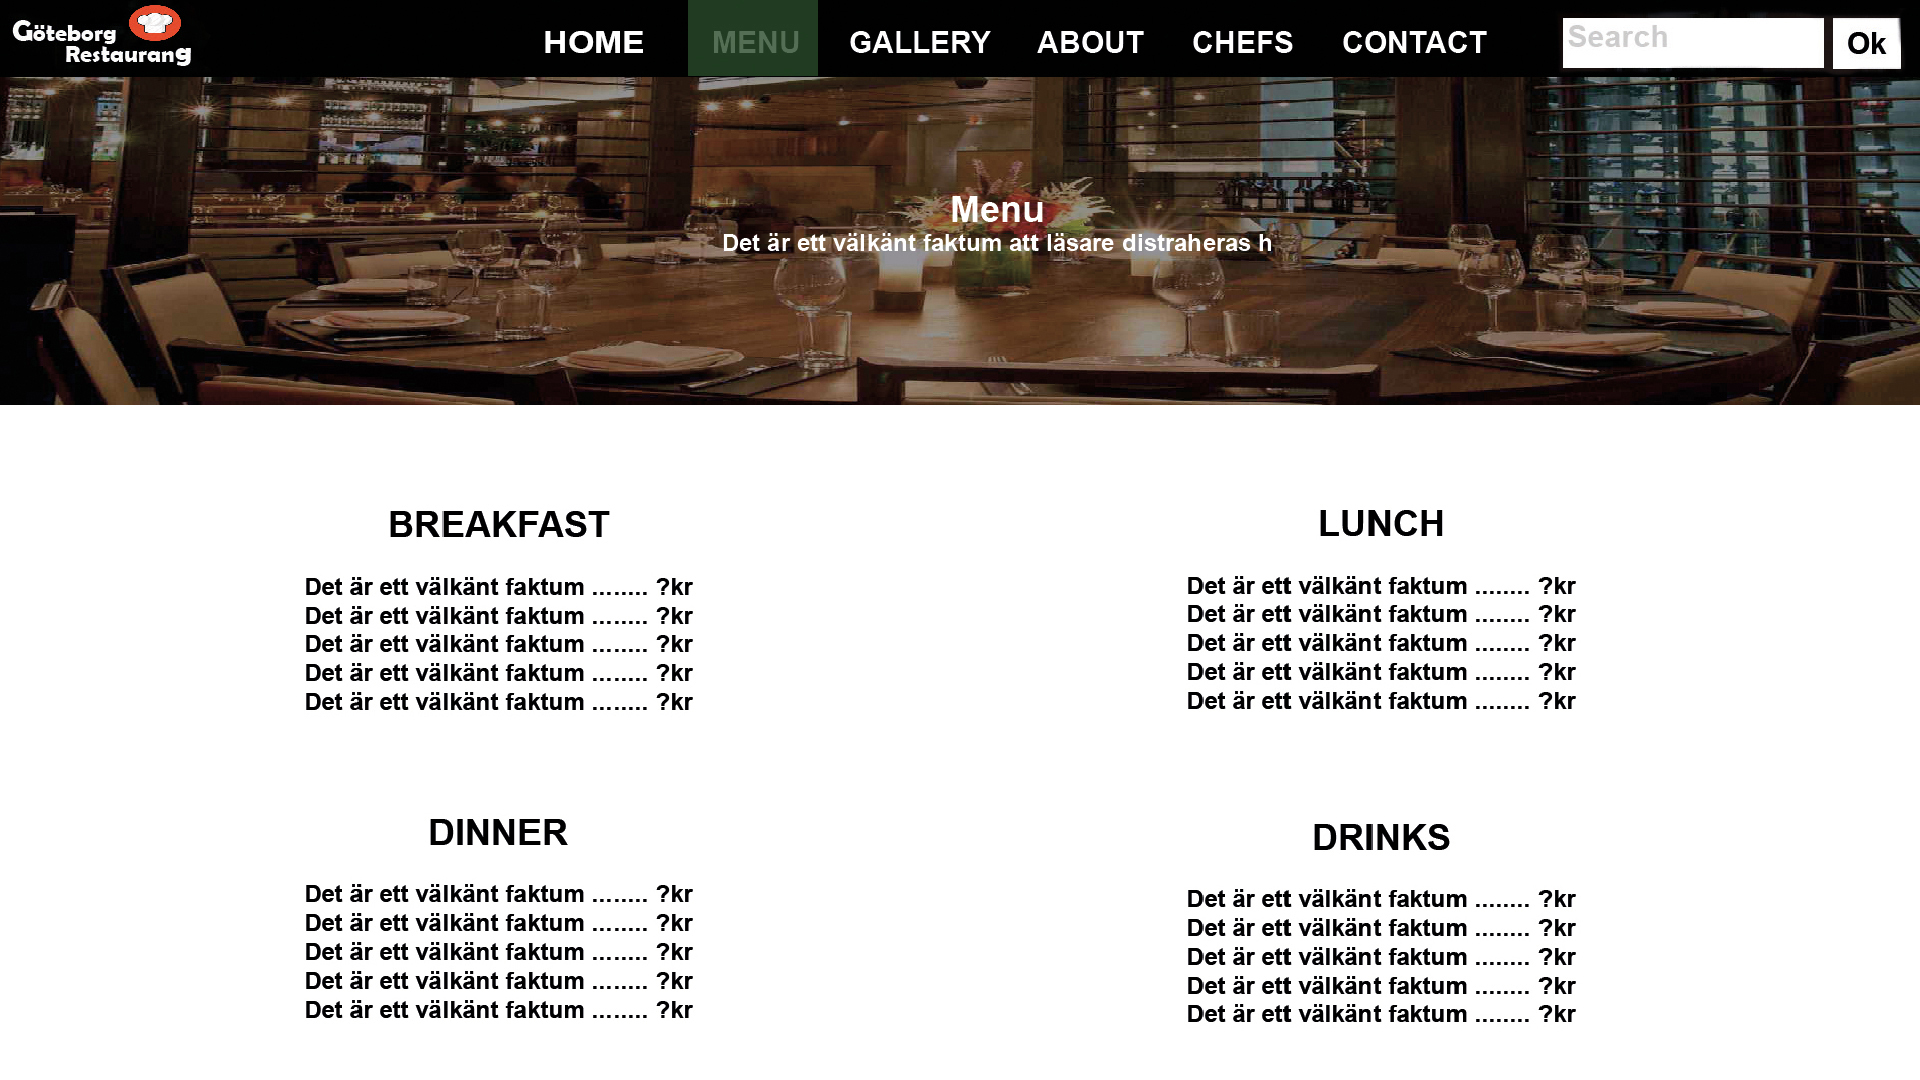 Göteborg
Restaurang
HOME MENU GALLERY ABOUT CHEFS CONTACT Search Ok
Menu
Det är ett välkänt faktum att läsare distraheras h
BREAKFAST
Det är ett välkänt faktum ........ ?kr
Det är ett välkänt faktum ........ ?kr
Det är ett välkänt faktum ........ ?kr
Det är ett välkänt faktum ........ ?kr
Det är ett välkänt faktum ........ ?kr
LUNCH
Det är ett välkänt faktum ........ ?kr
Det är ett välkänt faktum ........ ?kr
Det är ett välkänt faktum ........ ?kr
Det är ett välkänt faktum ........ ?kr
Det är ett välkänt faktum ........ ?kr
DINNER
Det är ett välkänt faktum ........ ?kr
Det är ett välkänt faktum ........ ?kr
Det är ett välkänt faktum ........ ?kr
Det är ett välkänt faktum ........ ?kr
Det är ett välkänt faktum ........ ?kr
DRINKS
Det är ett välkänt faktum ........ ?kr
Det är ett välkänt faktum ........ ?kr
Det är ett välkänt faktum ........ ?kr
Det är ett välkänt faktum ........ ?kr
Det är ett välkänt faktum ........ ?kr